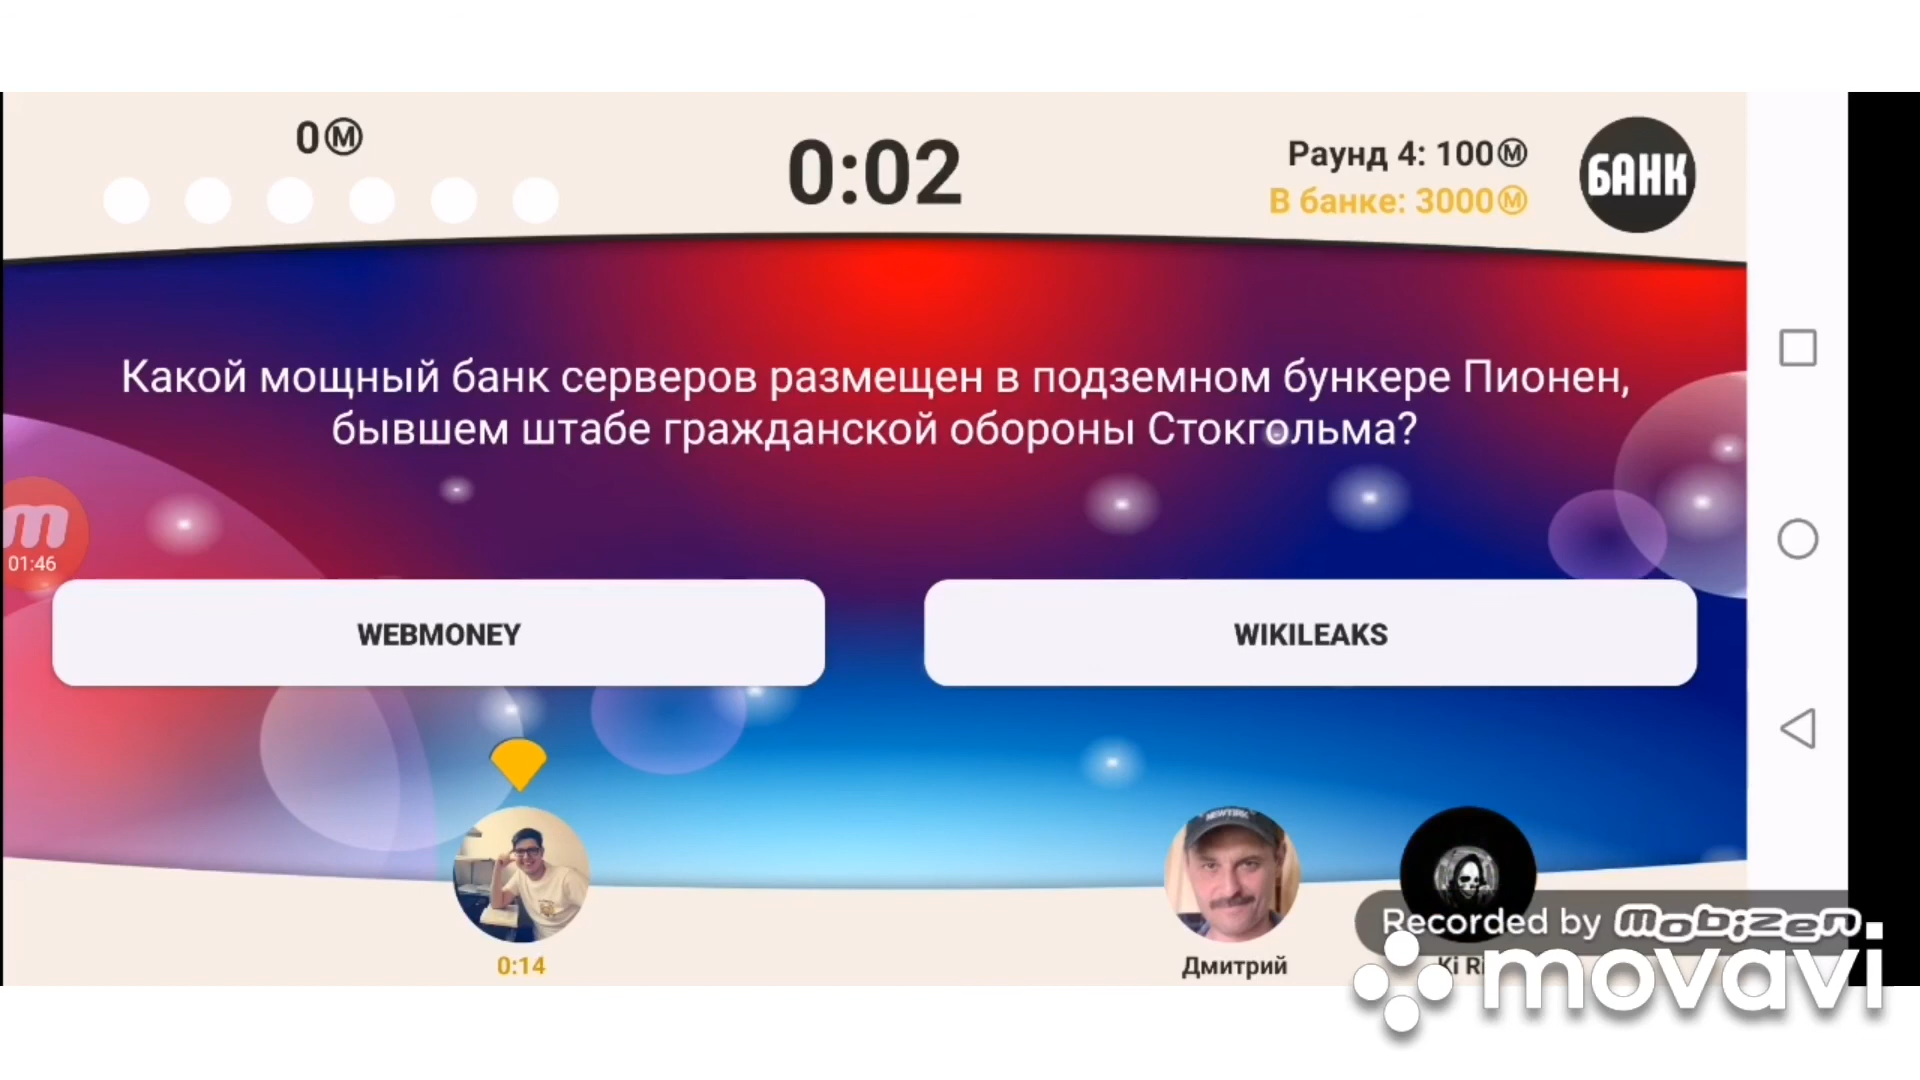 0Ⓜ
0:02
Раунд 4: 100Ⓜ
В банке: 3000Ⓜ
БАНК
Какой мощный банк серверов размещен в подземном бункере Пионен,
бывшем штабе гражданской обороны Стокгольма?
m
01:46
WEBMONEY
WIKILEAKS
0:14
Дмитрий
Recorded by mobizen
Ki
movavi